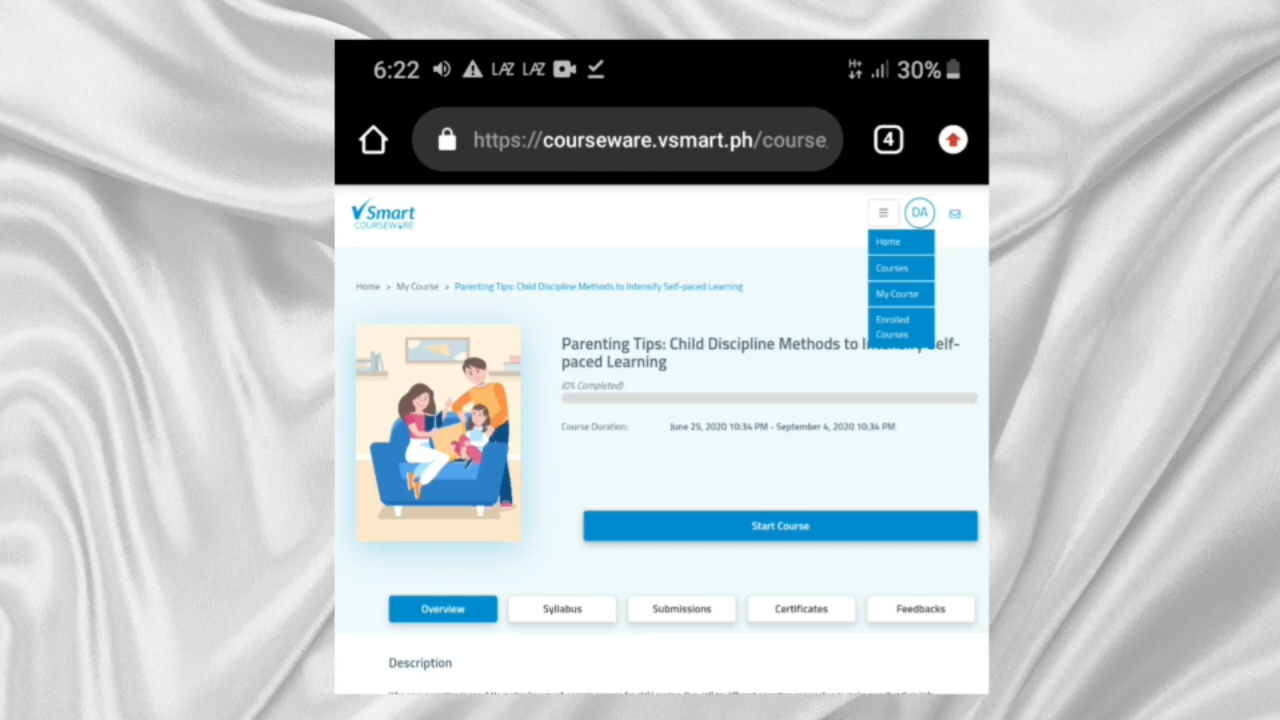 6:22 LAZ LAZ H+ 30%
https://courseware.vsmart.ph/course
4
VSmart
COURSEWARE
DA
Home
Courses
My Course
Enrolled
Courses
Home > My Course > Parenting Tips: Child Discipline Methods to Intensify Self-paced Learning
Parenting Tips: Child Discipline Methods to Intensify Self-
paced Learning
(0% Completed)
Course Duration: June 25, 2020 10:34 PM - September 4, 2020 10:34 PM
Start Course
Overview Syllabus Submissions Certificates Feedbacks
Description